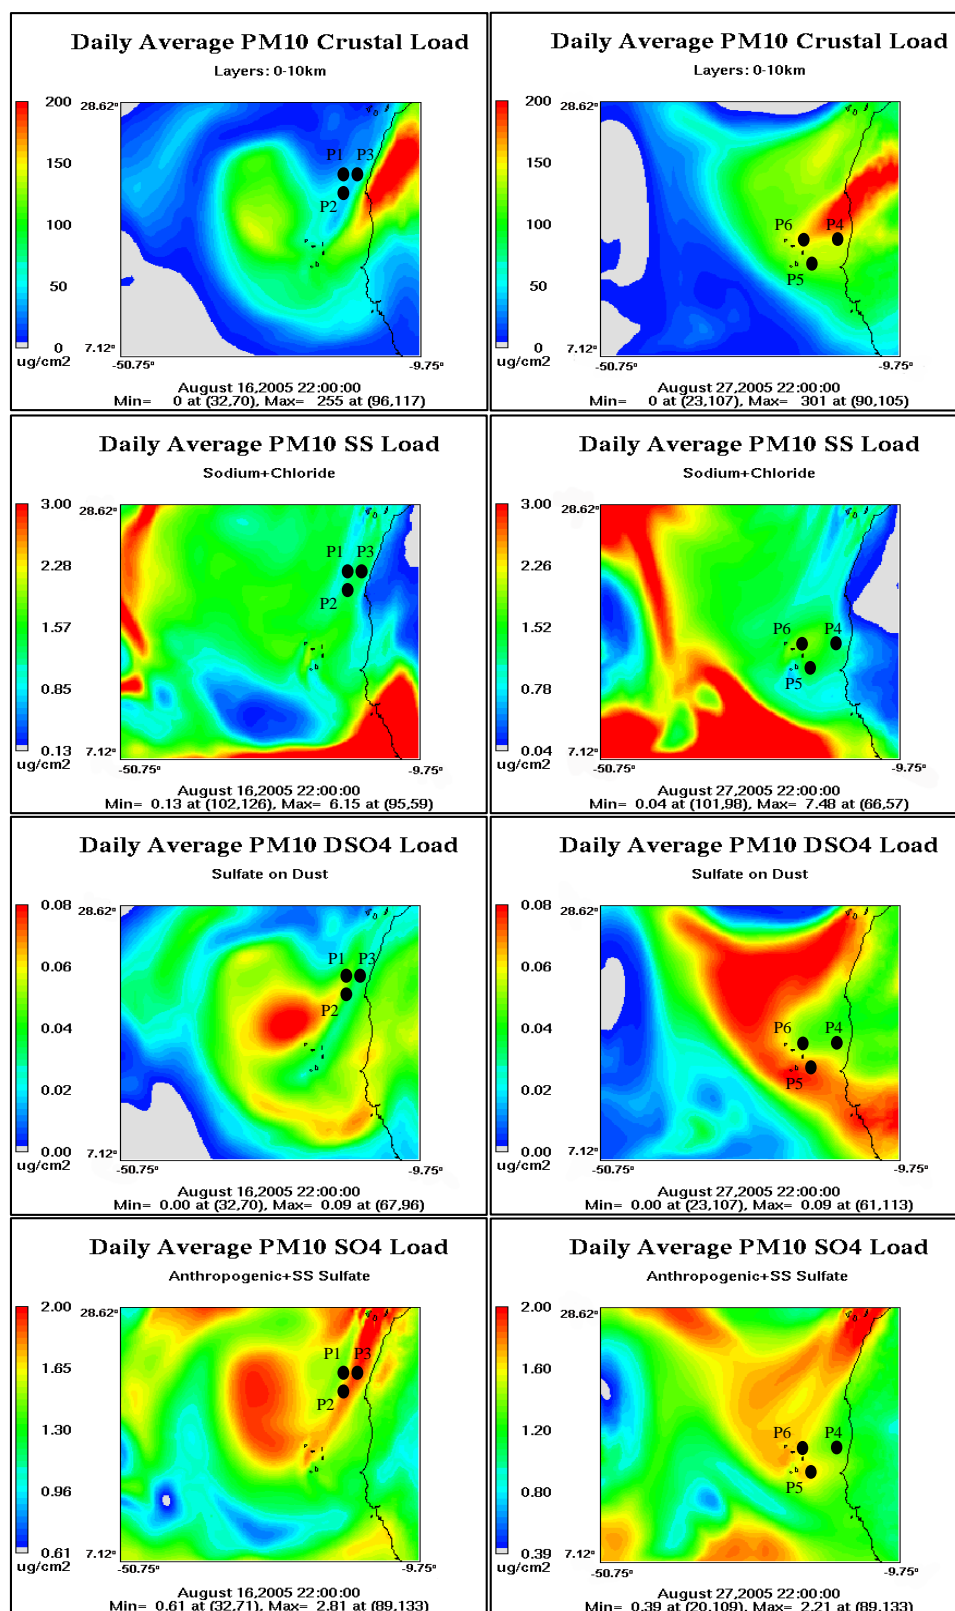 Daily Average PM10 Crustal Load
Layers: 0-10km
200
150
100
50
0
ug/cm2
28.62°
7.12°
-50.75°
-9.75°
P1 P3
P2
August 16,2005 22:00:00
Min= 0 at (32,70), Max= 255 at (96,117)
Daily Average PM10 Crustal Load
Layers: 0-10km
200
150
100
50
0
ug/cm2
28.62°
7.12°
-50.75°
-9.75°
P6 P4
P5
August 27,2005 22:00:00
Min= 0 at (23,107), Max= 301 at (90,105)
Daily Average PM10 SS Load
Sodium+Chloride
3.00
2.26
1.57
0.85
0.13
ug/cm2
28.62°
7.12°
-50.75°
-9.75°
P1 P3
P2
August 16,2005 22:00:00
Min= 0.13 at (102,126), Max= 6.15 at (95,59)
Daily Average PM10 SS Load
Sodium+Chloride
3.00
2.26
1.52
0.78
0.04
ug/cm2
28.62°
7.12°
-50.75°
-9.75°
P6 P4
P5
August 27,2005 22:00:00
Min= 0.04 at (101,98), Max= 7.48 at (66,57)
Daily Average PM10 DSO4 Load
Sulfate on Dust
0.08
0.06
0.04
0.02
0.00
ug/cm2
28.62°
7.12°
-50.75°
-9.75°
P1 P3
P2
August 16,2005 22:00:00
Min= 0.00 at (32,70), Max= 0.09 at (67,96)
Daily Average PM10 DSO4 Load
Sulfate on Dust
0.08
0.06
0.04
0.02
0.00
ug/cm2
28.62°
7.12°
-50.75°
-9.75°
P6 P4
P5
August 27,2005 22:00:00
Min= 0.00 at (23,107), Max= 0.09 at (61,113)
Daily Average PM10 SO4 Load
Anthropogenic+SS Sulfate
2.00
1.65
1.30
0.96
0.61
ug/cm2
28.62°
7.12°
-50.75°
-9.75°
P1 P3
P2
August 16,2005 22:00:00
Min= 0.61 at (32,71), Max= 2.81 at (89,133)
Daily Average PM10 SO4 Load
Anthropogenic+SS Sulfate
2.00
1.60
1.20
0.80
0.39
ug/cm2
28.62°
7.12°
-50.75°
-9.75°
P6 P4
P5
August 27,2005 22:00:00
Min= 0.39 at (20,109), Max= 2.21 at (89,133)